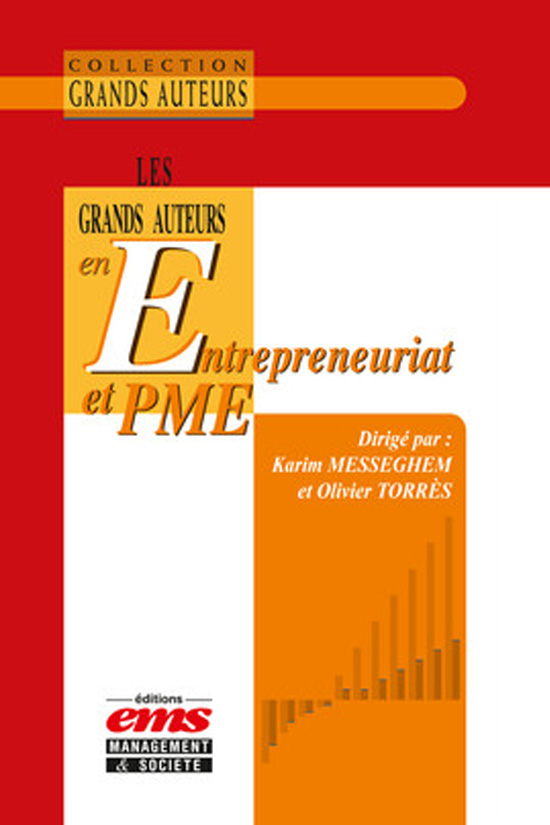 COLLECTION
GRANDS AUTEURS
LES
GRANDS AUTEURS
en
Entrepreneuriat
et PME
Dirigé par :
Karim MESSEGHEM
et Olivier TORRÈS
éditions
ems
MANAGEMENT
& SOCIÉTÉ